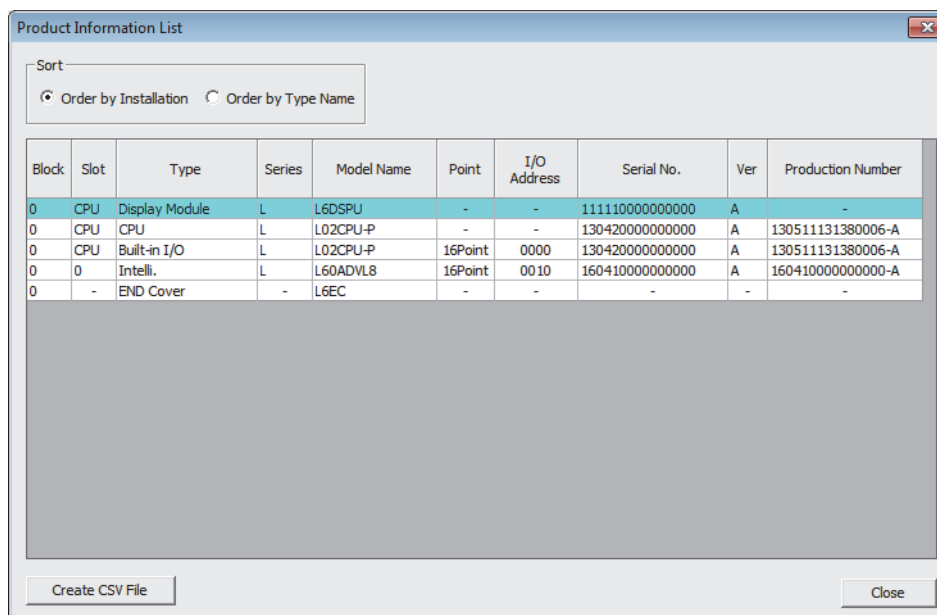 Product Information List
Sort
Order by Installation Order by Type Name
Block Slot Type Series Model Name Point I/O Address Serial No. Ver Production Number
0 CPU Display Module L L6DSPU - - 111110000000000 A -
0 CPU CPU L L02CPU-P - - 130420000000000 A 130511131380006-A
0 CPU Built-in I/O L L02CPU-P 16Point 0000 130420000000000 A 130511131380006-A
0 0 Intelli. L L60ADVL8 16Point 0010 160410000000000 A 160410000000000-A
0 - END Cover - L6EC - - - - -
Create CSV File Close